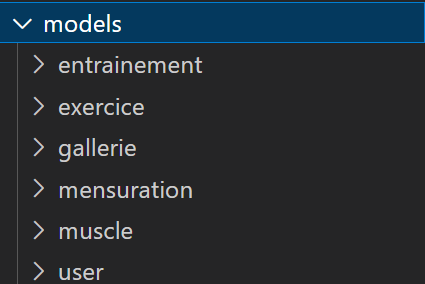 models
entrainement
exercice
gallerie
mensuration
muscle
user